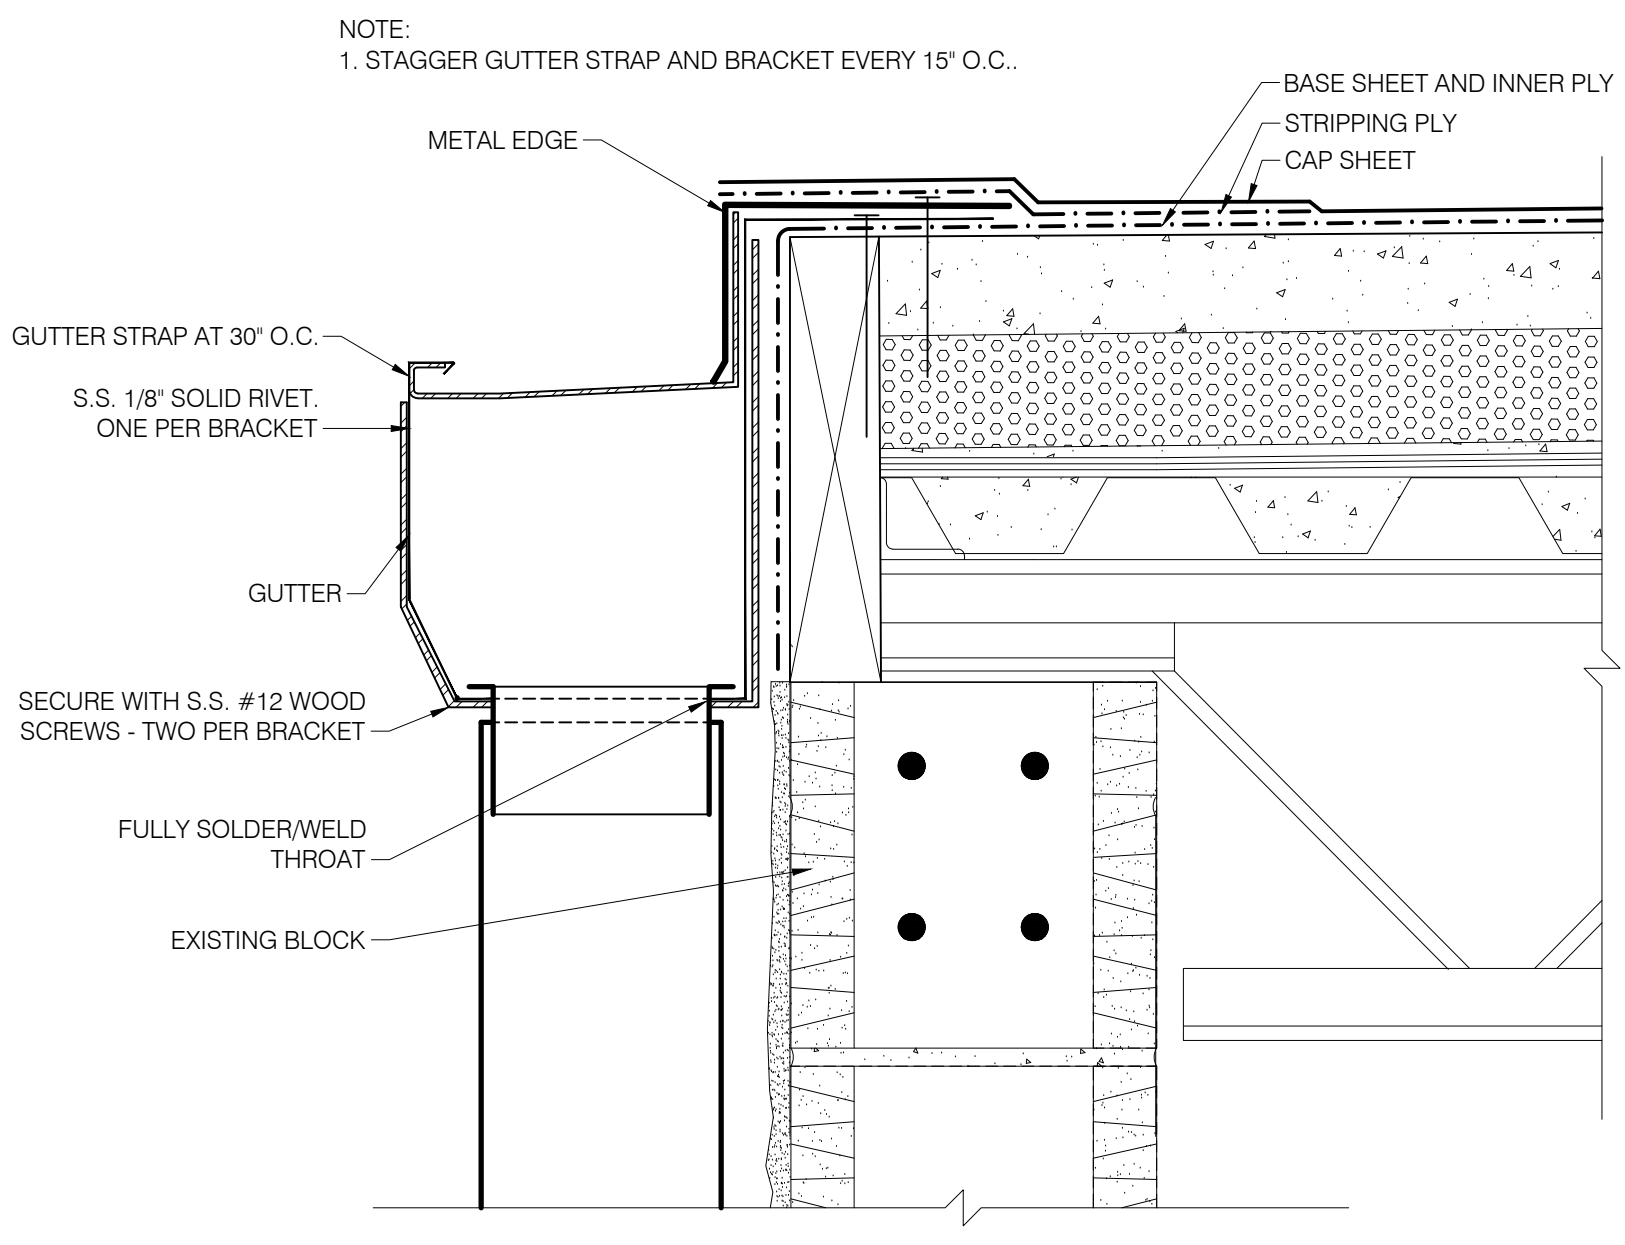 NOTE:
1. STAGGER GUTTER STRAP AND BRACKET EVERY 15" O.C..
BASE SHEET AND INNER PLY
STRIPPING PLY
CAP SHEET
METAL EDGE
GUTTER STRAP AT 30" O.C.
S.S. 1/8" SOLID RIVET.
ONE PER BRACKET
GUTTER
SECURE WITH S.S. #12 WOOD
SCREWS - TWO PER BRACKET
FULLY SOLDER/WELD
THROAT
EXISTING BLOCK